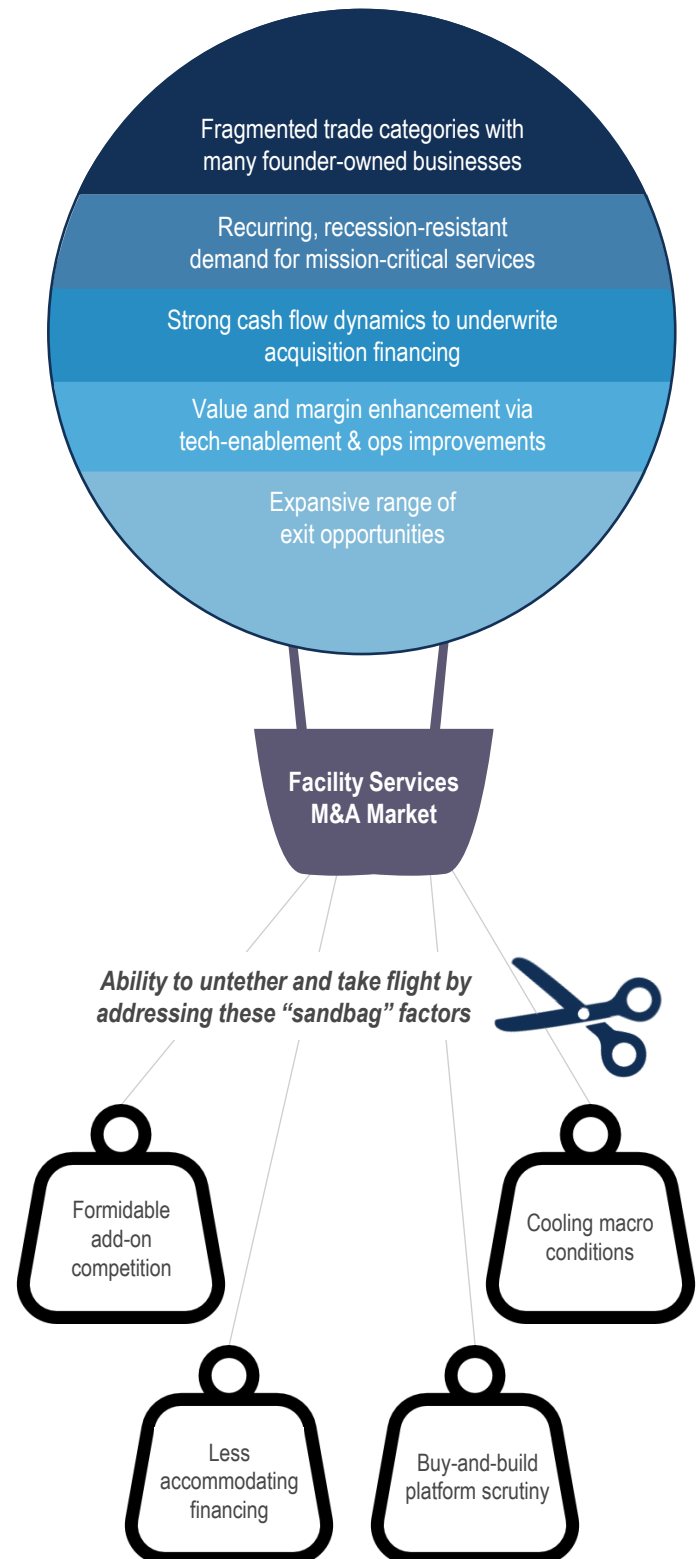 Fragmented trade categories with
many founder-owned businesses
Recurring, recession-resistant
demand for mission-critical services
Strong cash flow dynamics to underwrite
acquisition financing
Value and margin enhancement via
tech-enablement & ops improvements
Expansive range of
exit opportunities
Facility Services
M&A Market
Ability to untether and take flight by
addressing these “sandbag” factors
Formidable
add-on
competition
Cooling macro
conditions
Less
accommodating
financing
Buy-and-build
platform scrutiny